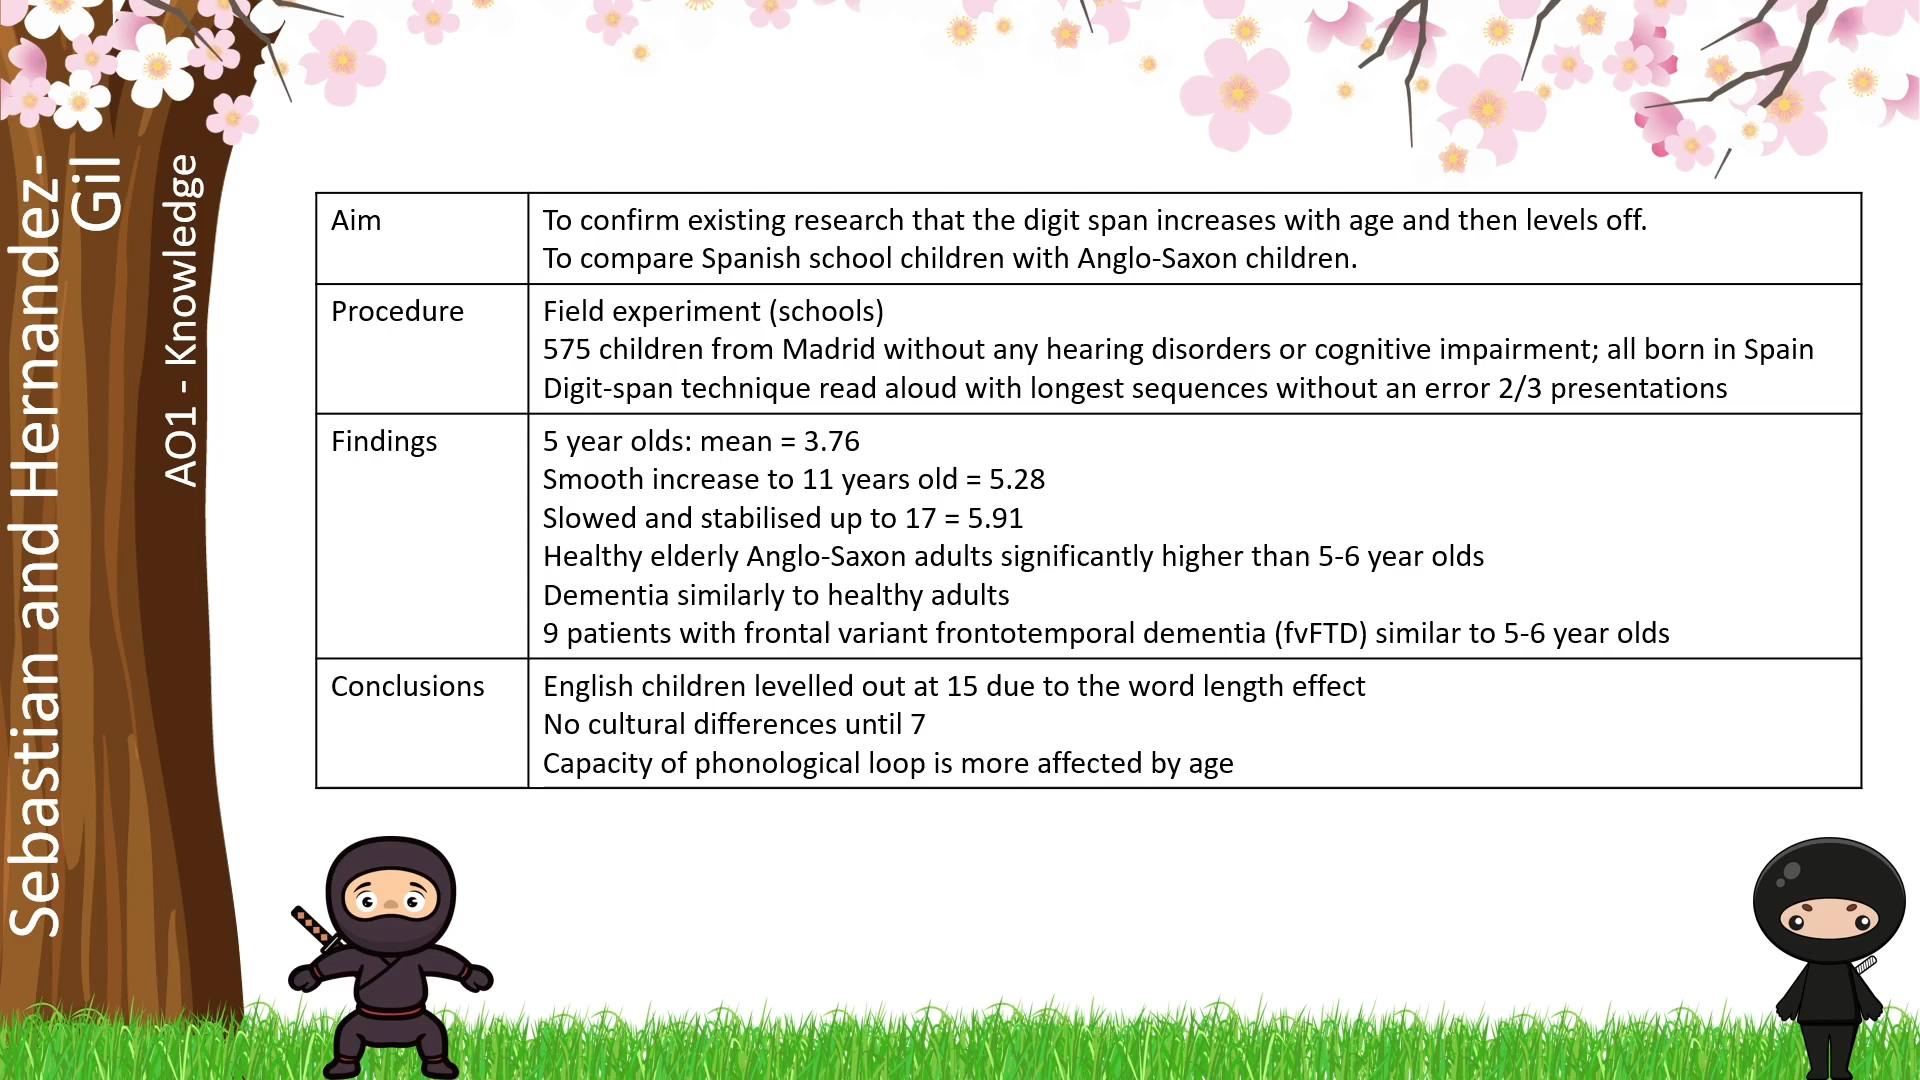 Sebastian and Hernandez-
Gil
AO1 - Knowledge
Aim
To confirm existing research that the digit span increases with age and then levels off.
To compare Spanish school children with Anglo-Saxon children.
Procedure
Field experiment (schools)
575 children from Madrid without any hearing disorders or cognitive impairment; all born in Spain
Digit-span technique read aloud with longest sequences without an error 2/3 presentations
Findings
5 year olds: mean = 3.76
Smooth increase to 11 years old = 5.28
Slowed and stabilised up to 17 = 5.91
Healthy elderly Anglo-Saxon adults significantly higher than 5-6 year olds
Dementia similarly to healthy adults
9 patients with frontal variant frontotemporal dementia (fvFTD) similar to 5-6 year olds
Conclusions
English children levelled out at 15 due to the word length effect
No cultural differences until 7
Capacity of phonological loop is more affected by age